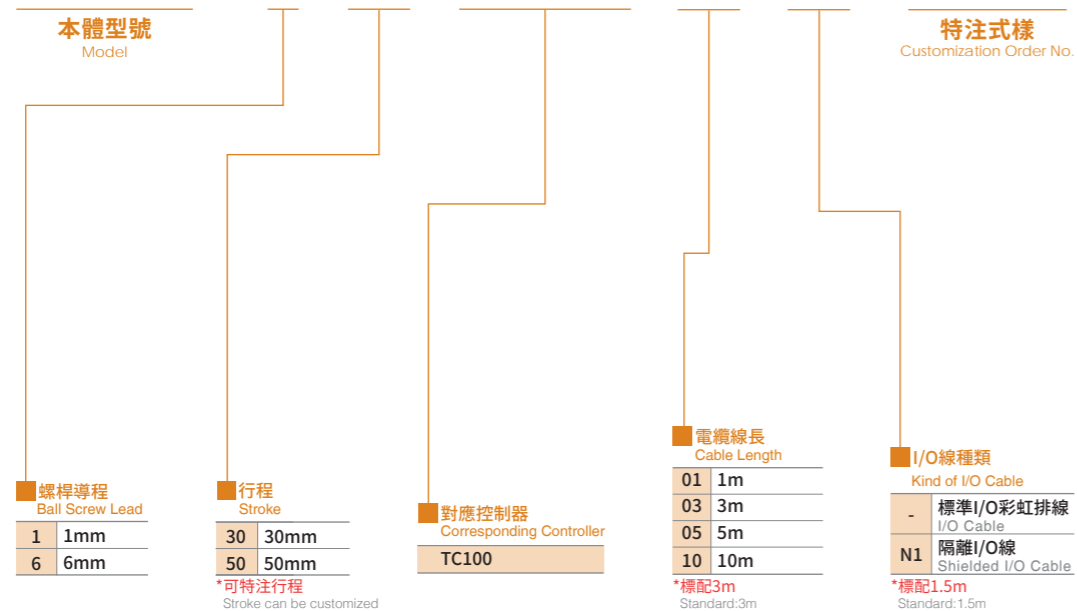 本體型號
Model
特注式樣
Customization Order No.
螺桿導程
Ball Screw Lead
1 1mm
6 6mm
行程
Stroke
30 30mm
50 50mm
*可特注行程
Stroke can be customized
對應控制器
Corresponding Controller
TC100
電纜線長
Cable Length
01 1m
03 3m
05 5m
10 10m
*標配3m
Standard:3m
I/O線種類
Kind of I/O Cable
- 標準I/O彩虹排線
I/O Cable
N1 隔離I/O線
Shielded I/O Cable
*標配1.5m
Standard:1.5m